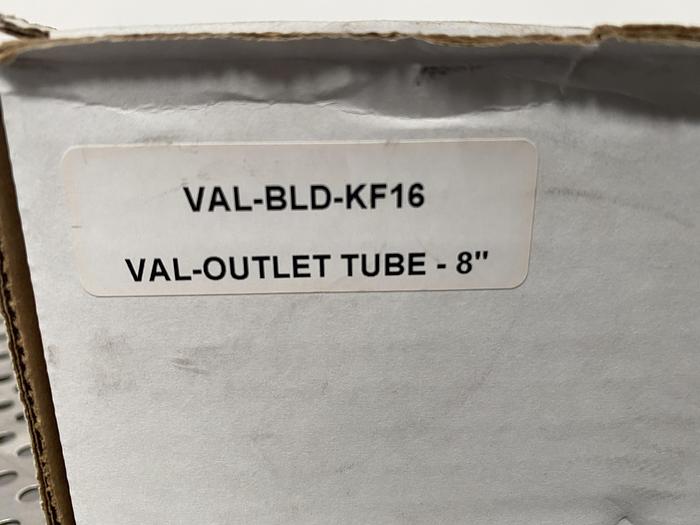 VAL-BLD-KF16
VAL-OUTLET TUBE - 8"